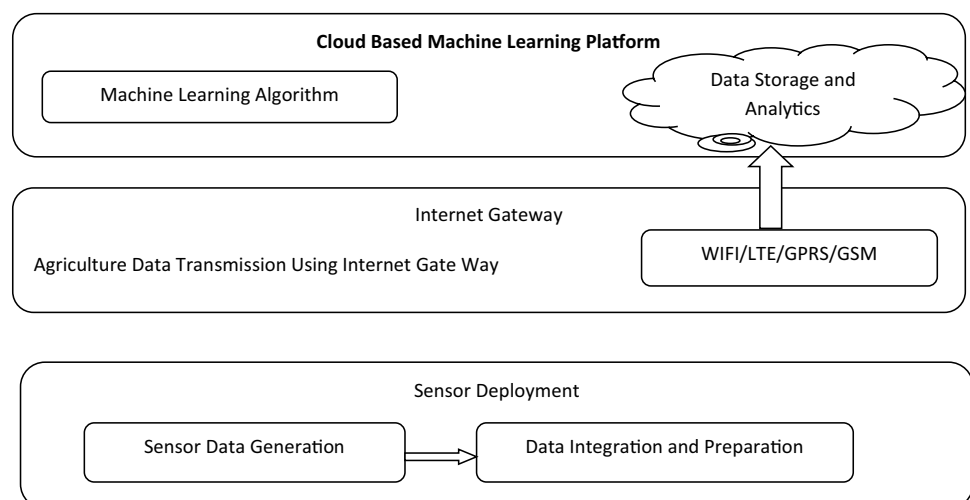 Cloud Based Machine Learning Platform
Machine Learning Algorithm
Data Storage and
Analytics
Internet Gateway
Agriculture Data Transmission Using Internet Gate Way
WIFI/LTE/GPRS/GSM
Sensor Deployment
Sensor Data Generation
Data Integration and Preparation